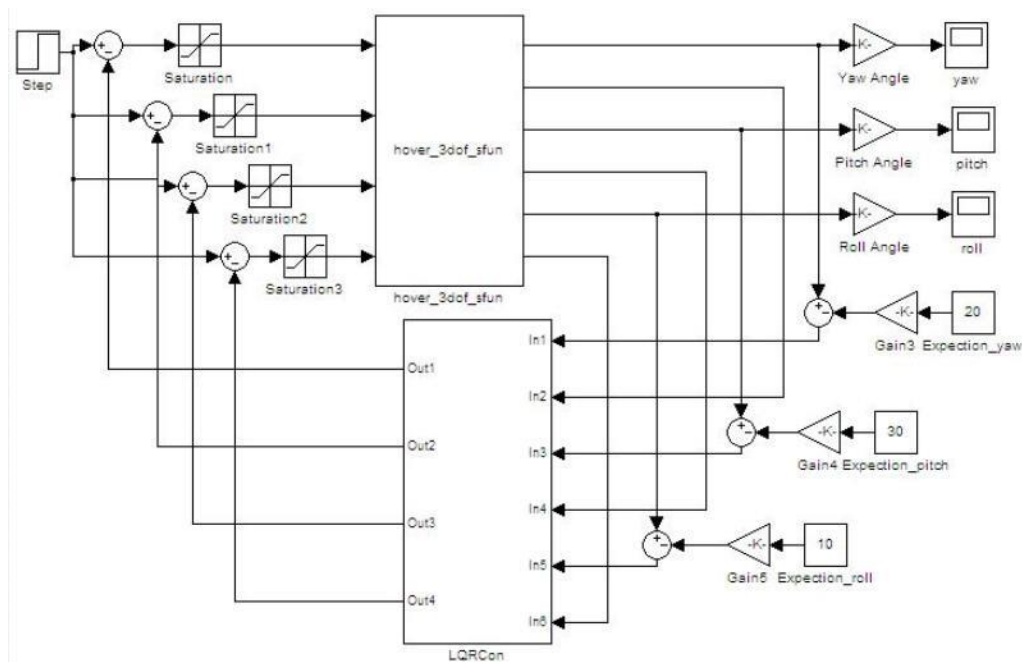 Step
Saturation
Saturation1
Saturation2
Saturation3
hover_3dof_sfun
hover_3dof_sfun
K-
Yaw Angle
yaw
K-
Pitch Angle
pitch
K-
Roll Angle
roll
-K-
Gain3
20
Expection_yaw
-K-
Gain4
30
Expection_pitch
-K-
Gain5
10
Expection_roll
Out1
Out2
Out3
Out4
In1
In2
In3
In4
In5
In6
LQRCon